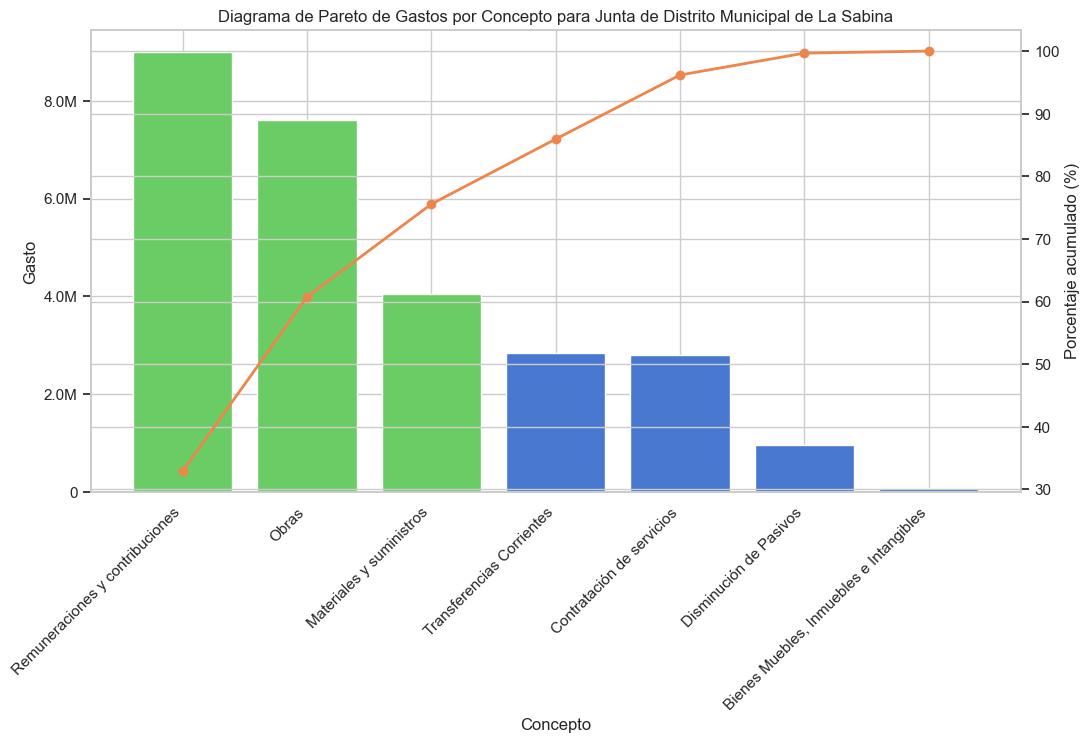 Diagrama de Pareto de Gastos por Concepto para Junta de Distrito Municipal de La Sabina
Gasto
8.0M
6.0M
4.0M
2.0M
0
100
90
80
70
60
50
40
30
Porcentaje acumulado (%)
Remuneraciones y contribuciones
Obras
Materiales y suministros
Transferencias Corrientes
Contratación de servicios
Disminución de Pasivos
Bienes Muebles, Inmuebles e Intangibles
Concepto